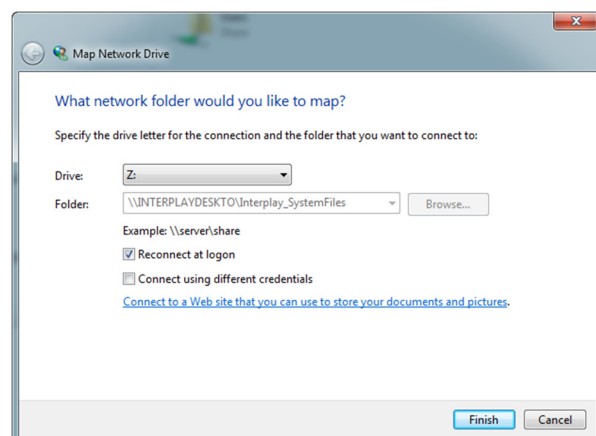 Map Network Drive
What network folder would you like to map?
Specify the drive letter for the connection and the folder that you want to connect to:
Drive: Z:
Folder: \\INTERPLAYDESKTO\Interplay_SystemFiles Browse...
Example: \\server\share
Reconnect at logon
Connect using different credentials
Connect to a Web site that you can use to store your documents and pictures.
Finish Cancel